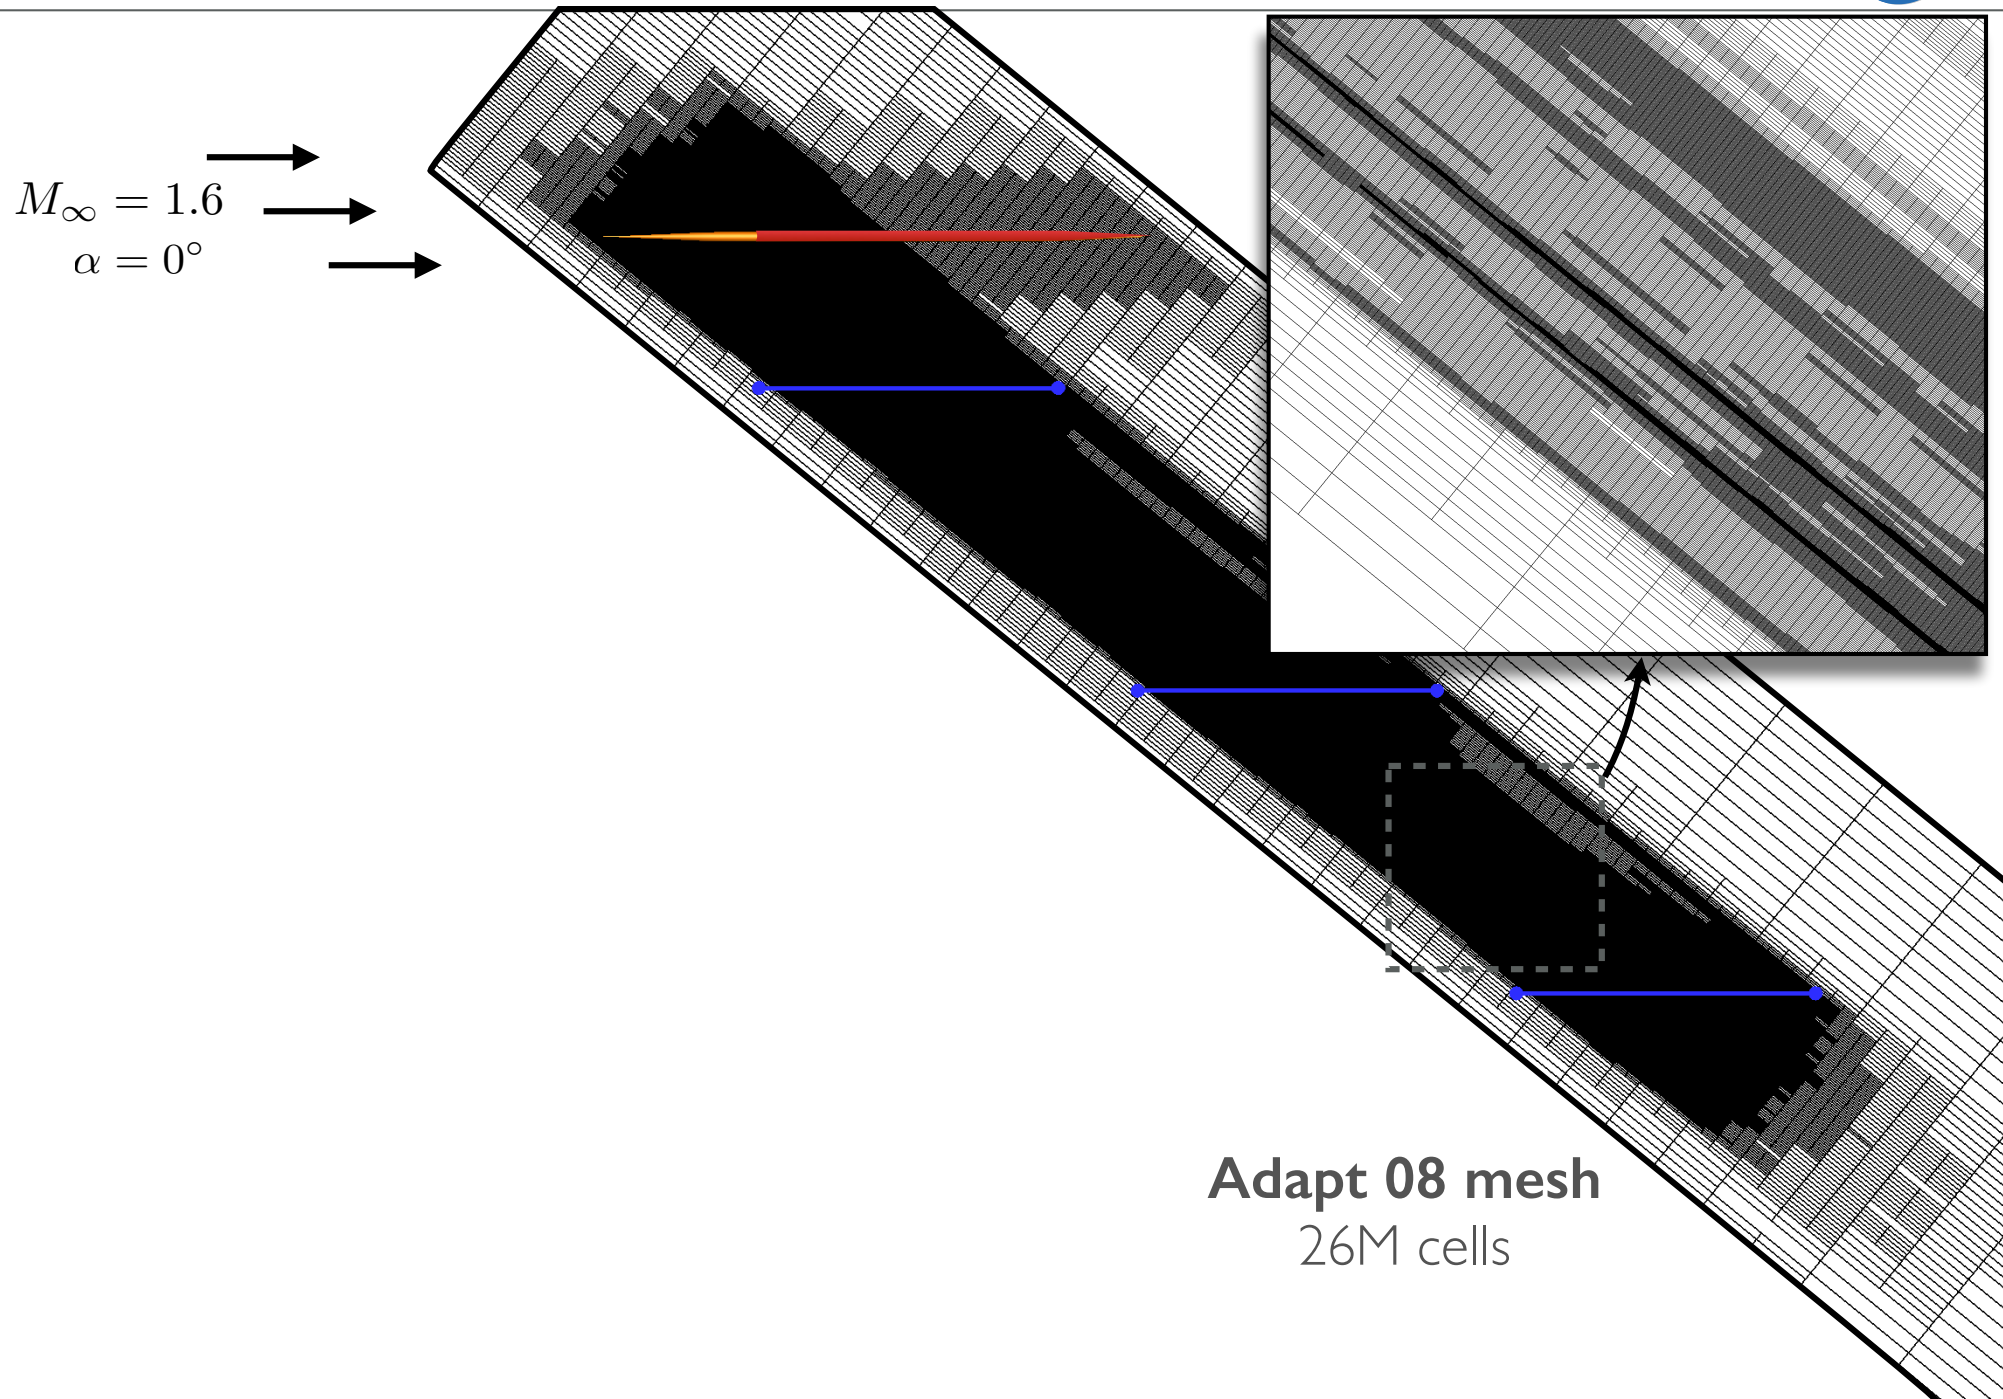 M∞ = 1.6
α = 0°
Adapt 08 mesh
26M cells